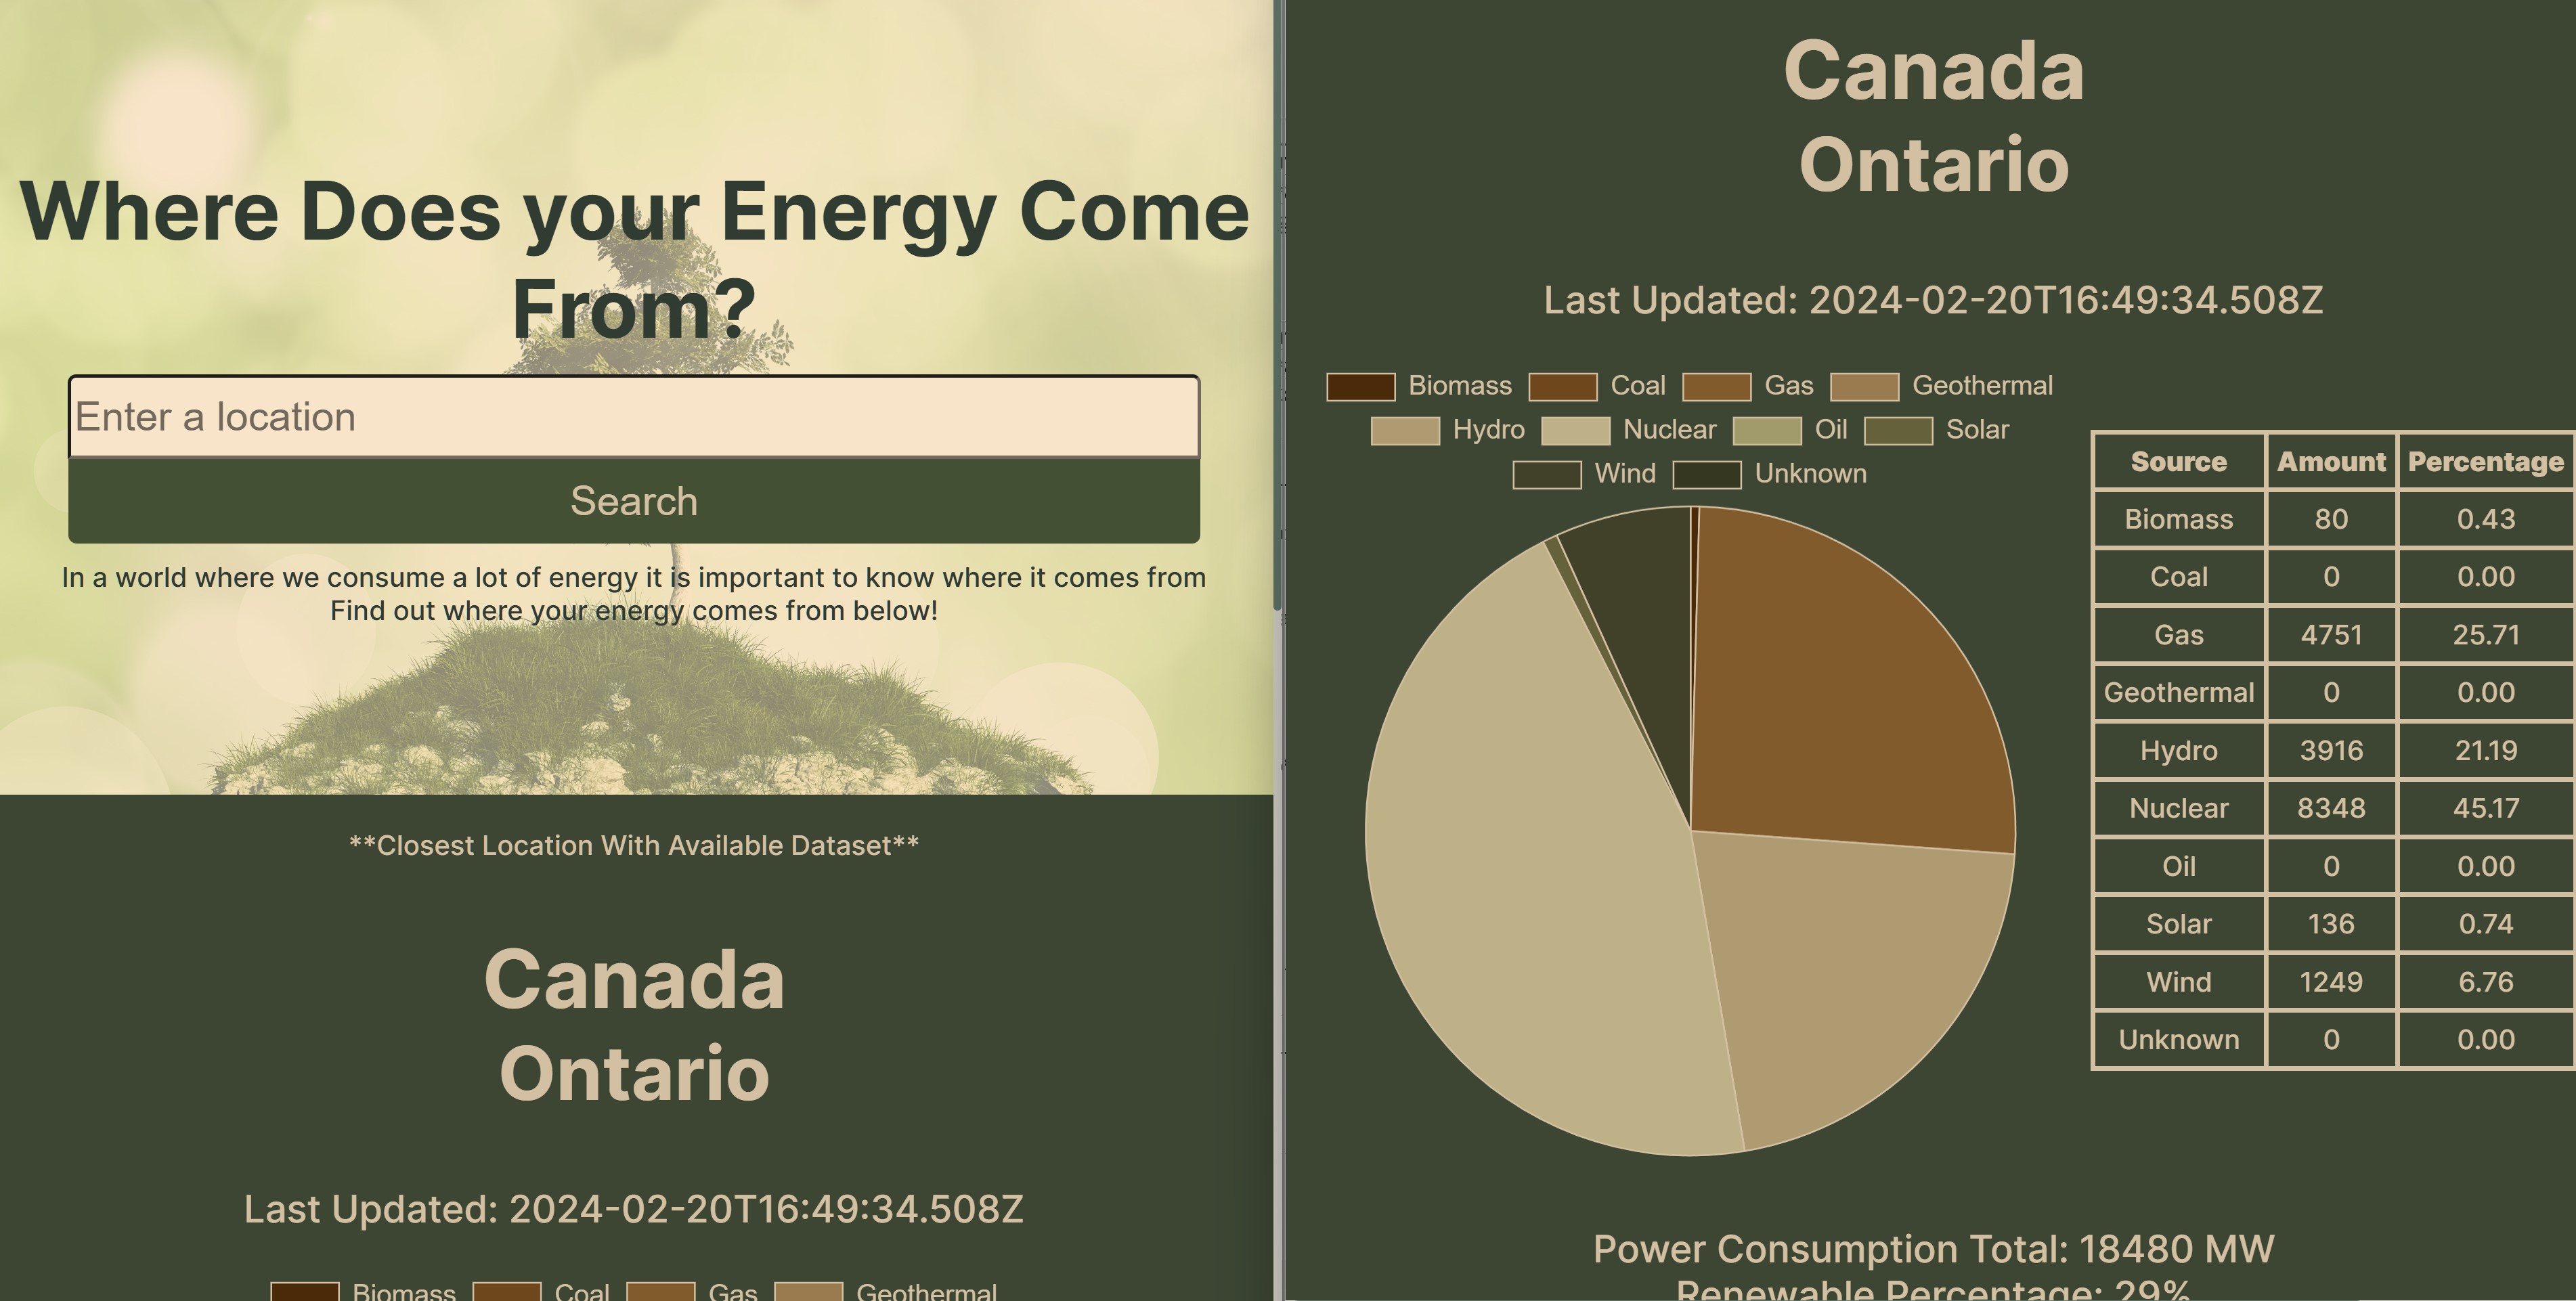 Where Does your Energy Come
From?
Enter a location
Search
In a world where we consume a lot of energy it is important to know where it comes from
Find out where your energy comes from below!
**Closest Location With Available Dataset**
Canada
Ontario
Last Updated: 2024-02-20T16:49:34.508Z
Biomass Coal Gas Geothermal
Canada
Ontario
Last Updated: 2024-02-20T16:49:34.508Z
Biomass Coal Gas Geothermal
Hydro Nuclear Oil Solar
Wind Unknown
Source Amount Percentage
Biomass 80 0.43
Coal 0 0.00
Gas 4751 25.71
Geothermal 0 0.00
Hydro 3916 21.19
Nuclear 8348 45.17
Oil 0 0.00
Solar 136 0.74
Wind 1249 6.76
Unknown 0 0.00
Power Consumption Total: 18480 MW
Renewable Percentage: 29%